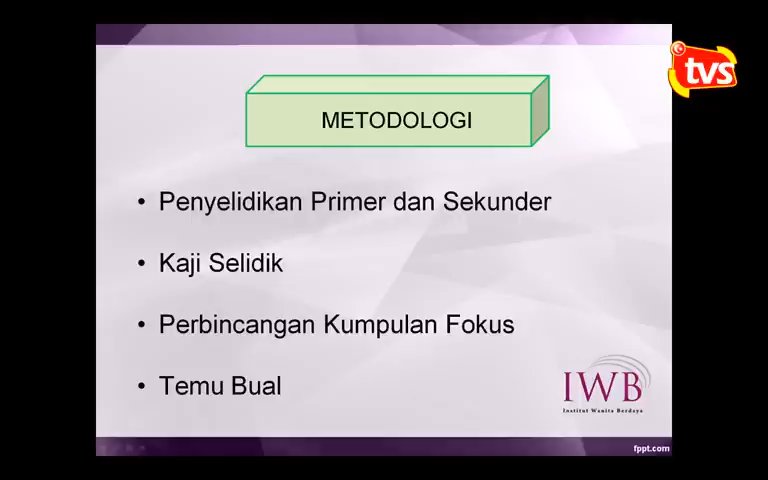 tvs
METODOLOGI
• Penyelidikan Primer dan Sekunder
• Kaji Selidik
• Perbincangan Kumpulan Fokus
• Temu Bual
IWB
Institut Wanita Berdaya
fppt.com